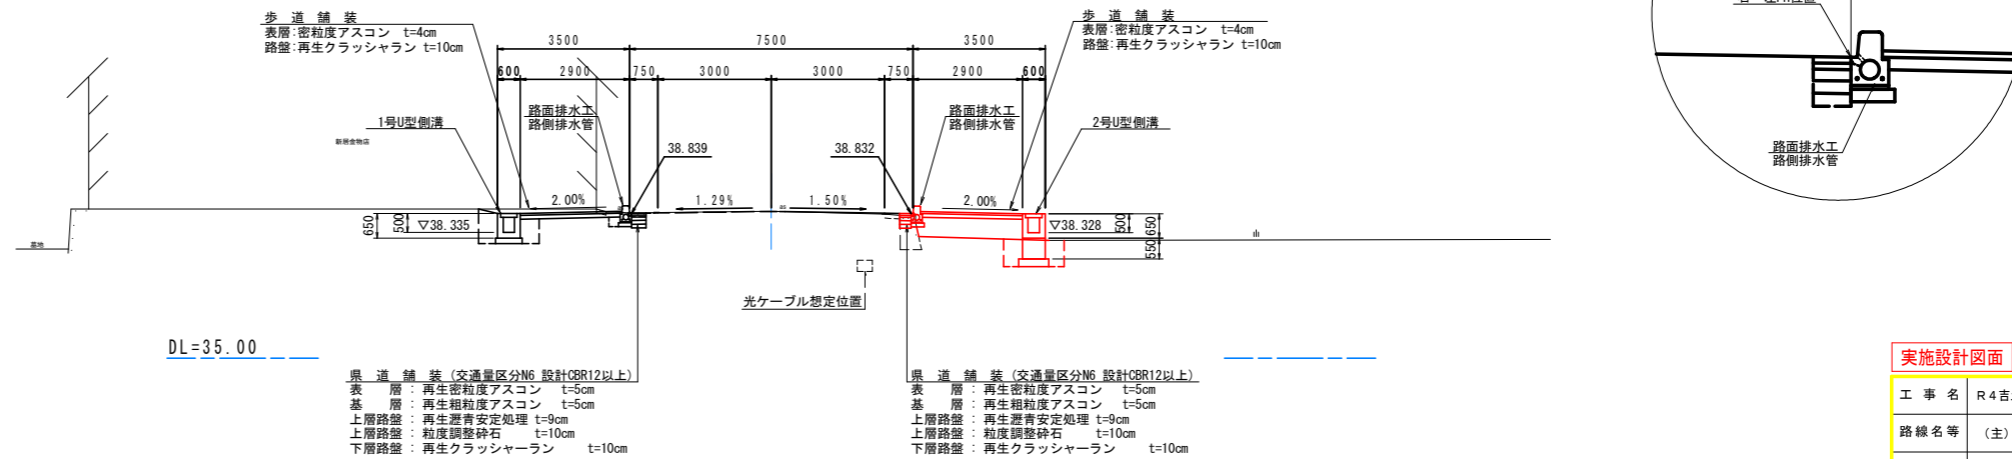 歩 道 舗 装
表層:密粒度アスコン t=4cm
路盤:再生クラッシャラン t=10cm
歩 道 舗 装
表層:密粒度アスコン t=4cm
路盤:再生クラッシャラン t=10cm
3500 7500 3500
600 2900 750 3000 3000 750 2900 600
1号U型側溝
路面排水工
路側排水管
路面排水工
路側排水管
2号U型側溝
新居金物店
38.839
38.832
2.00% 1.29% 1.50% 2.00%
650
500
▽38.335
▽38.328
500
650
550
墓地
光ケーブル想定位置
DL=35.00
県 道 舗 装 (交通量区分N6 設計CBR12以上)
表 層 : 再生密粒度アスコン t=5cm
基 層 : 再生粗粒度アスコン t=5cm
上層路盤 : 再生瀝青安定処理 t=9cm
上層路盤 : 粒度調整砕石 t=10cm
下層路盤 : 再生クラッシャーラン t=10cm
県 道 舗 装 (交通量区分N6 設計CBR12以上)
表 層 : 再生密粒度アスコン t=5cm
基 層 : 再生粗粒度アスコン t=5cm
上層路盤 : 再生瀝青安定処理 t=9cm
上層路盤 : 粒度調整砕石 t=10cm
下層路盤 : 再生クラッシャーラン t=10cm
路面排水工
路側排水管
実施設計図面
工 事 名 R4吉
路線名等 (主)